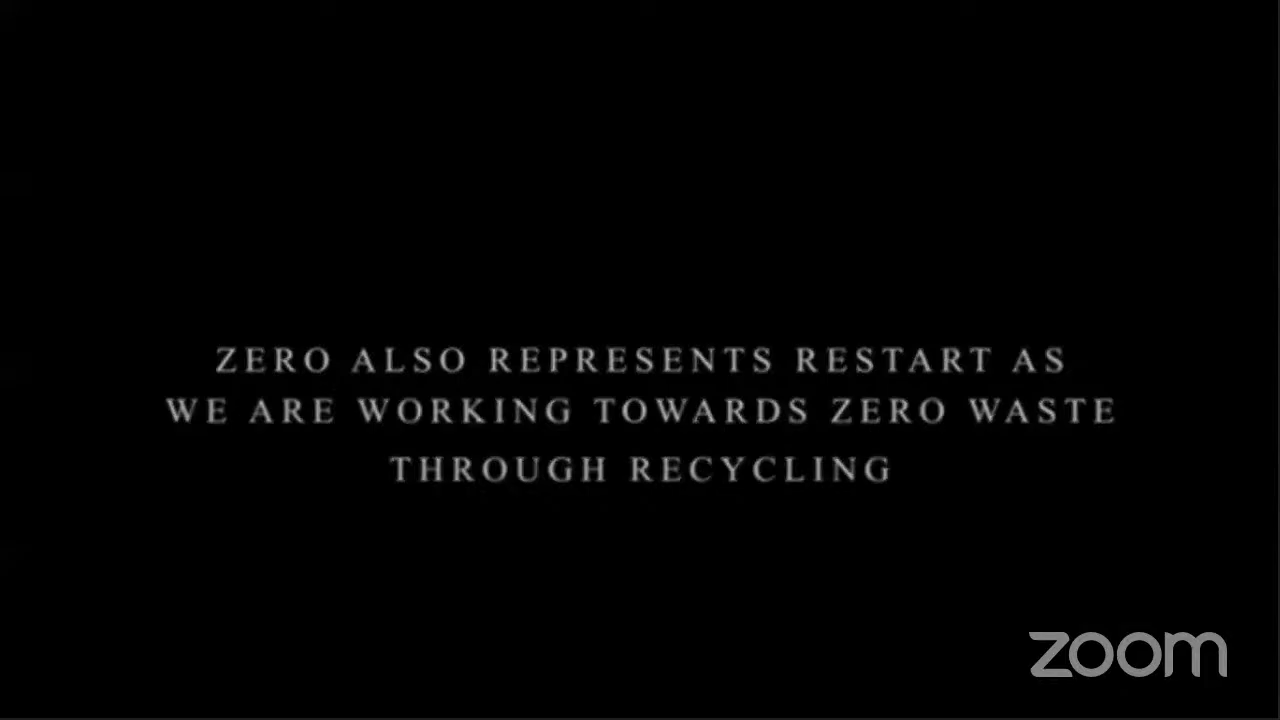 ZERO ALSO REPRESENTS RESTART AS
WE ARE WORKING TOWARDS ZERO WASTE
THROUGH RECYCLING
zoom